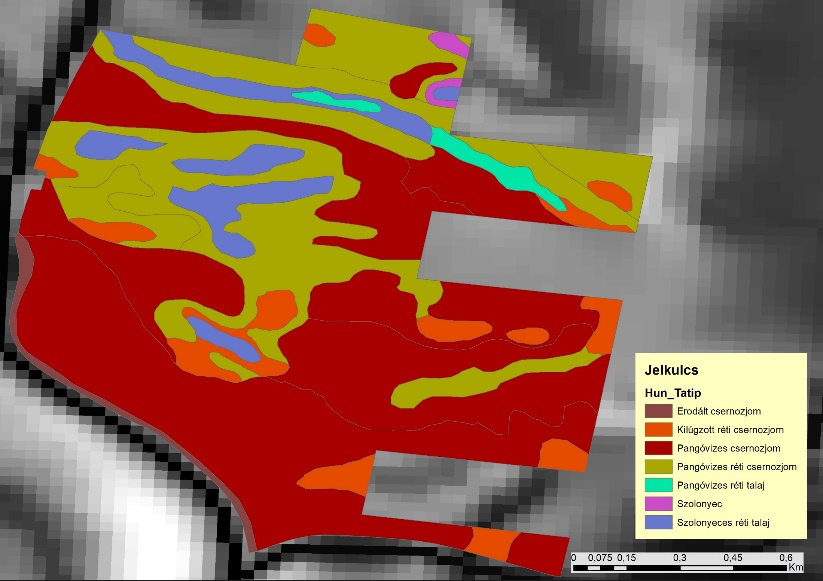 Jelkulcs
Hun_Tatip
Erodált csernozjom
Kilúgzott réti csernozjom
Pangóvizes csernozjom
Pangóvizes réti csernozjom
Pangóvizes réti talaj
Szolonyec
Szolonyeces réti talaj
0 0,075 0,15 0,3 0,45 0,6
Km